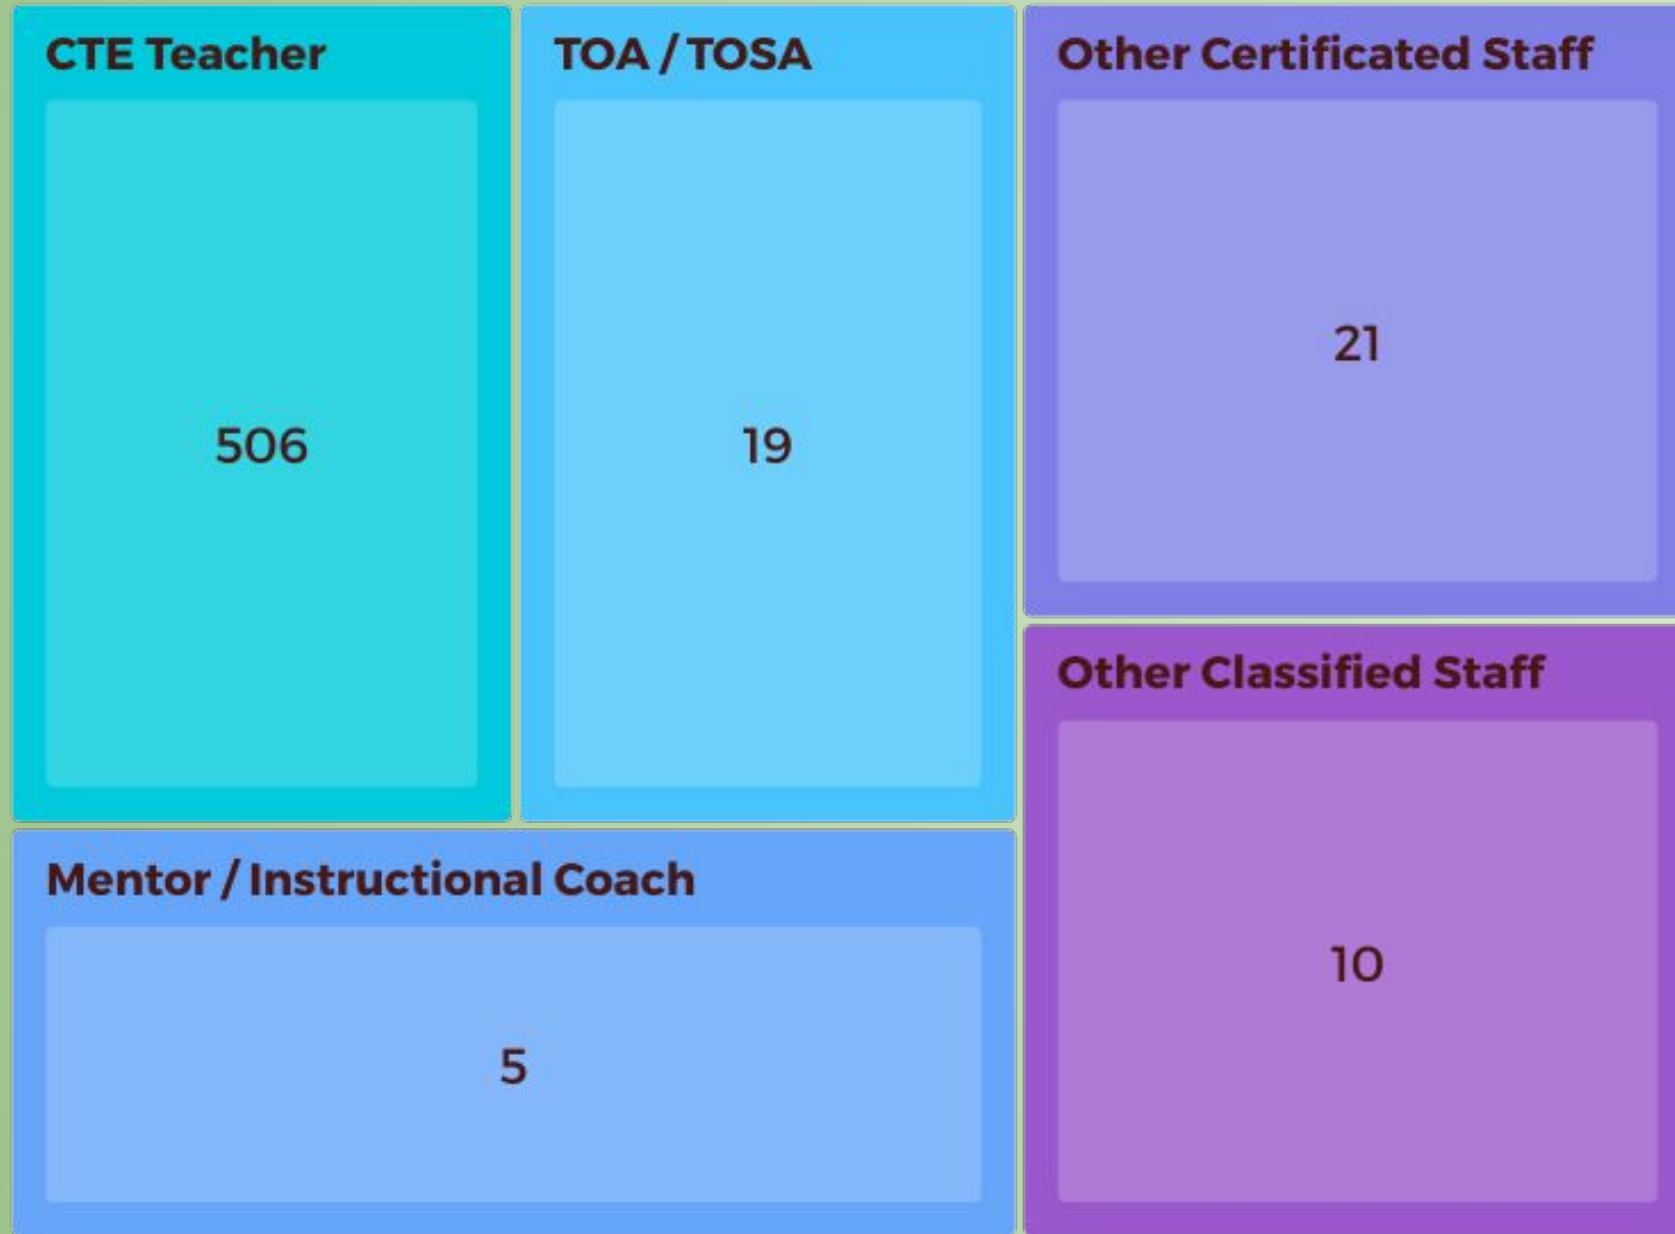 CTE Teacher
506
TOA / TOSA
19
Other Certificated Staff
21
Mentor / Instructional Coach
5
Other Classified Staff
10